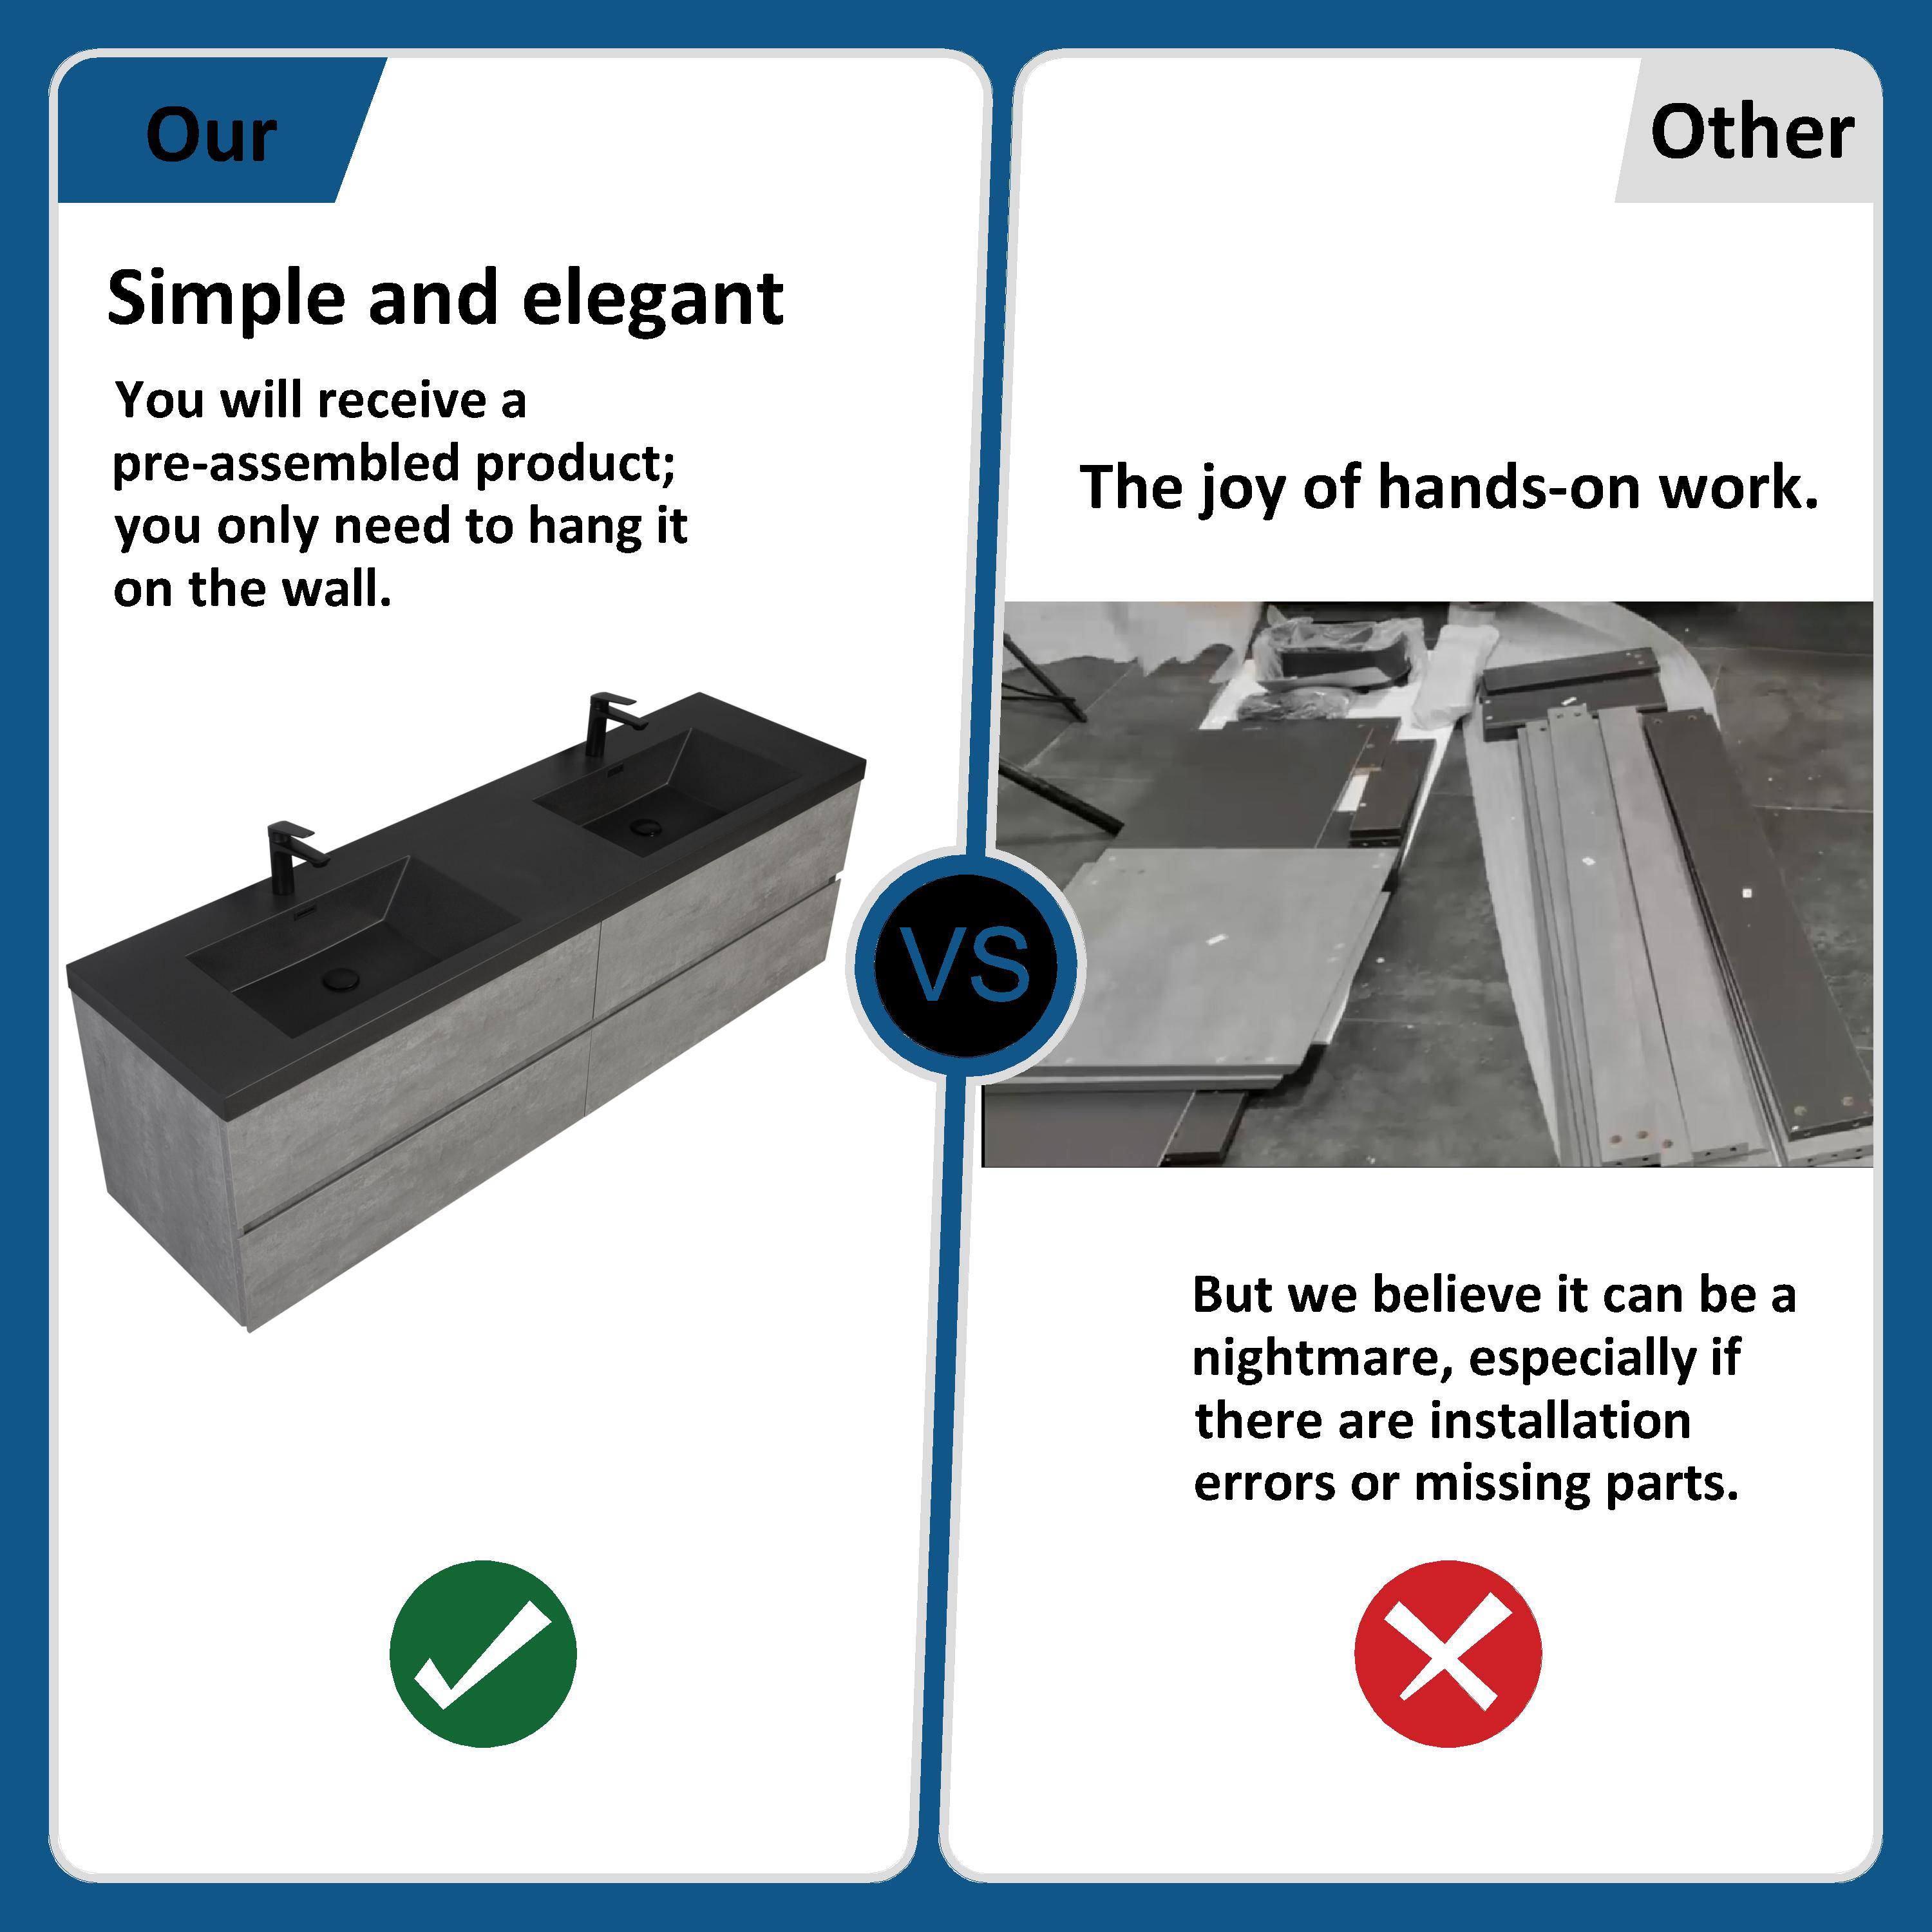 Our
Simple and elegant
You will receive a
pre-assembled product;
you only need to hang it
on the wall.
VS
Other
The joy of hands-on work.
But we believe it can be a
nightmare, especially if
there are installation
errors or missing parts.